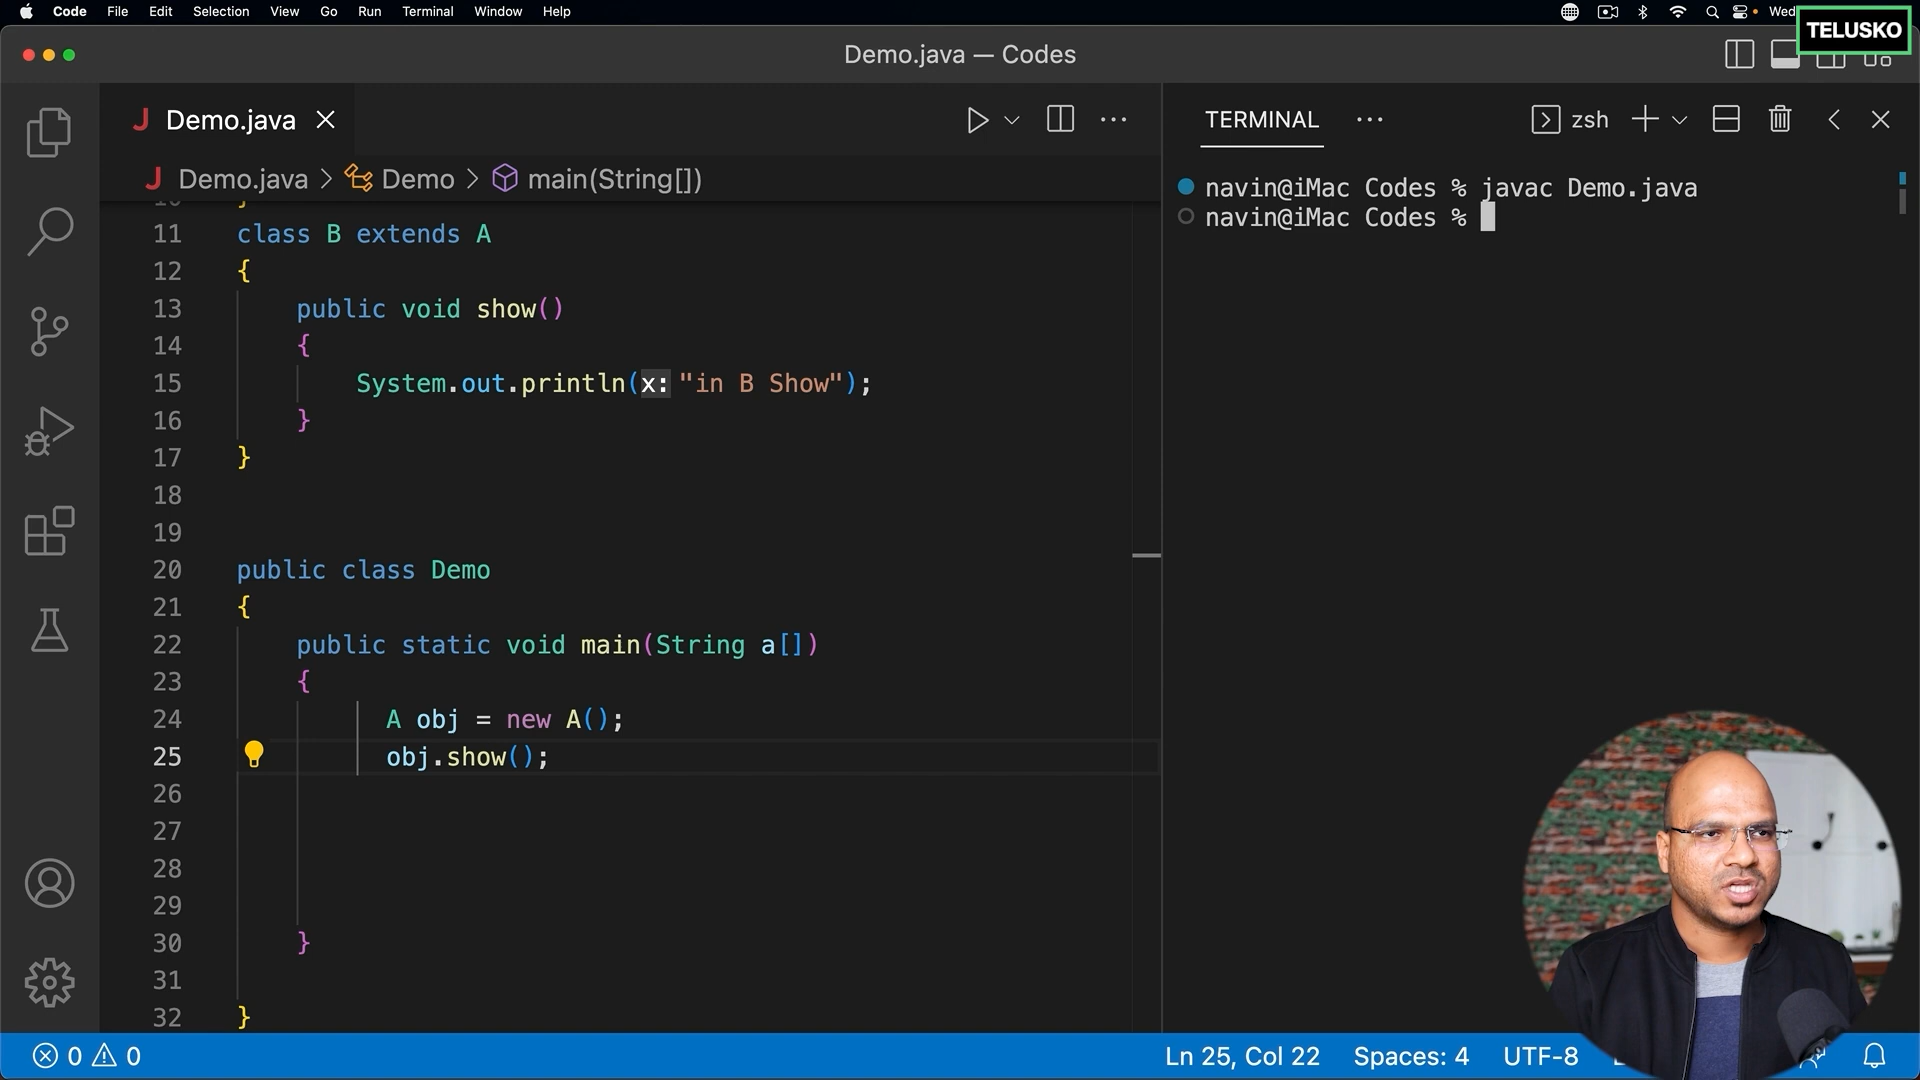 Code File Edit Selection View Go Run Terminal Window Help
Wed
TELUSKO
Demo.java — Codes
Demo.java
Demo.java > Demo > main(String[])
11 class B extends A
12 {
13 public void show()
14 {
15 System.out.println(x: "in B Show");
16 }
17 }
18
19
20 public class Demo
21 {
22 public static void main(String a[])
23 {
24 A obj = new A();
25 obj.show();
26
27
28
29
30 }
31
32 }
TERMINAL
zsh
navin@iMac Codes % javac Demo.java
navin@iMac Codes %
0 0
Ln 25, Col 22 Spaces: 4 UTF-8